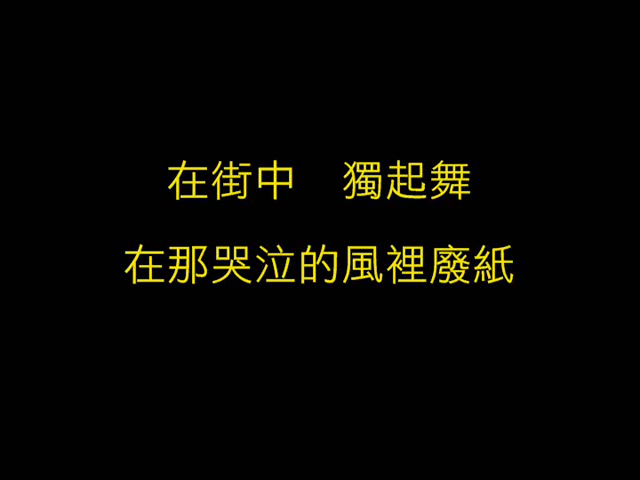 在街中　獨起舞
在那哭泣的風裡廢紙